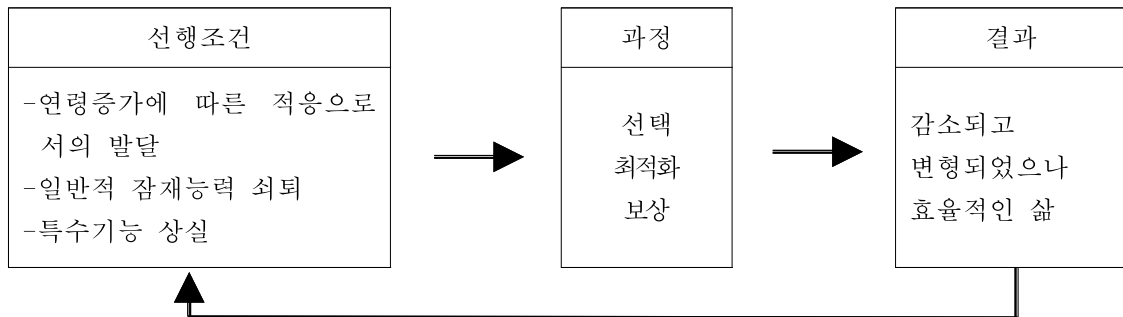 선행조건
-연령증가에 따른 적응으로
서의 발달
-일반적 잠재능력 쇠퇴
-특수기능 상실
과정
선택
최적화
보상
결과
감소되고
변형되었으나
효율적인 삶